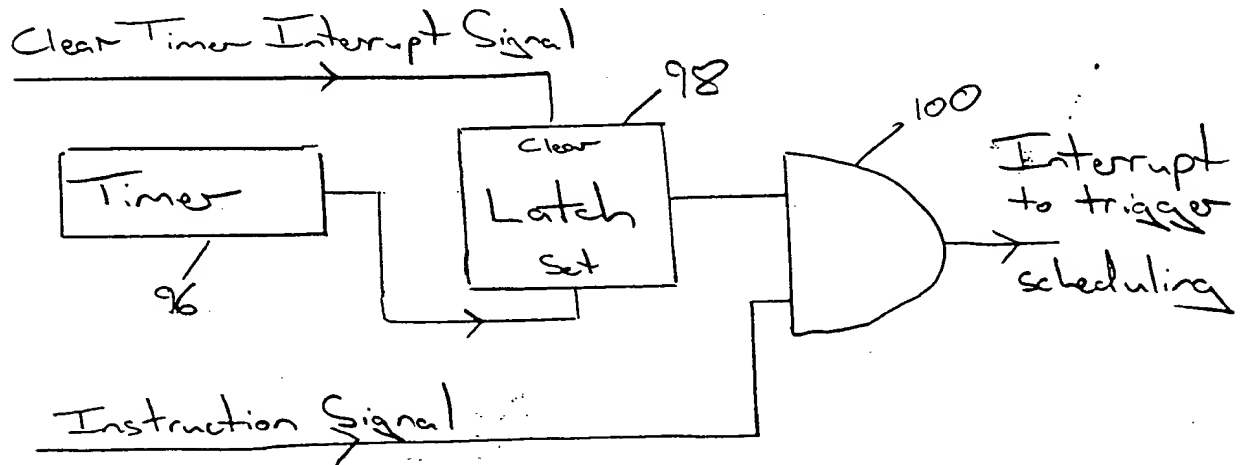 Clear Timer Interrupt Signal
98
100
Clear
Latch
Set
Timer
96
Interrupt
to trigger
scheduling
Instruction Signal